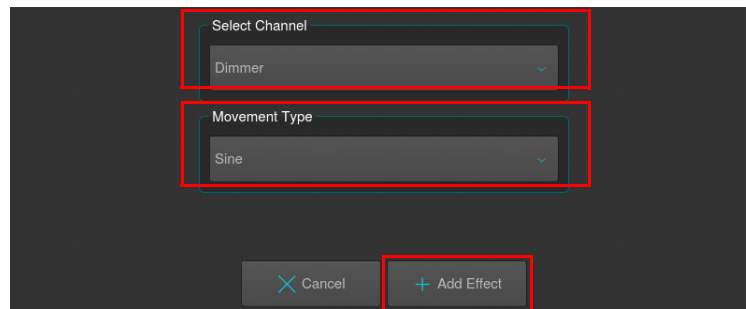 Select Channel
Dimmer
Movement Type
Sine
Cancel
Add Effect